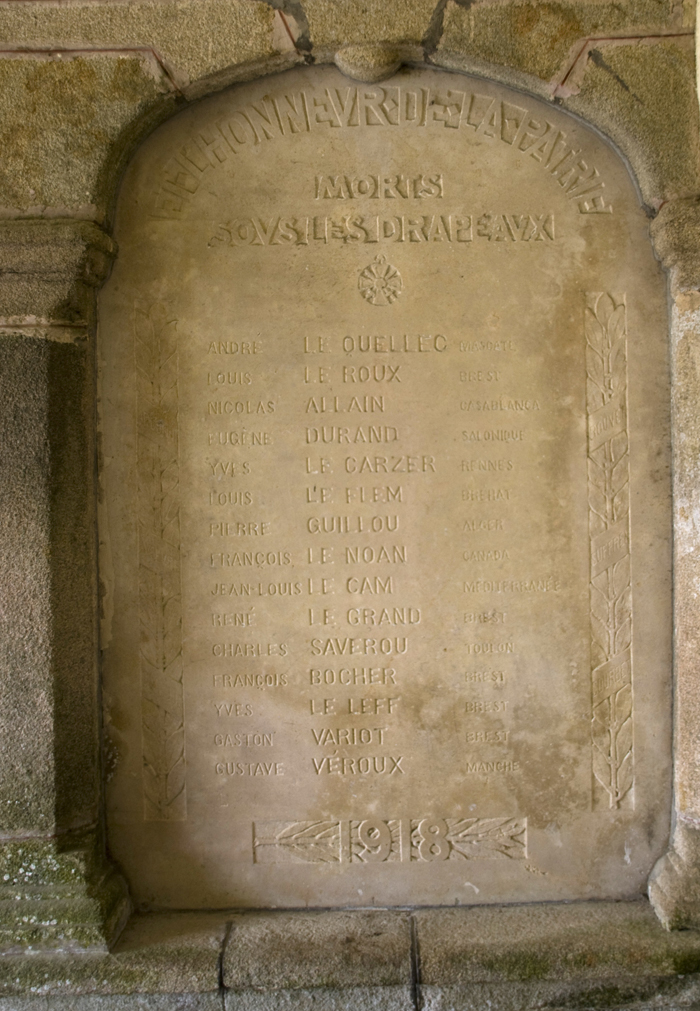 DE L'HONNEVR·DE·LA·PATRIE
MORTS
SOVS·LES·DRAPEAVX
ANDRÉ LE QUELLEC
LOUIS LE ROUX BREST
NICOLAS ALLAIN CASABLANCA
EUGÈNE DURAND SALONIQUE
YVES LE CARZER RENNES
LOUIS L'E FLEM BRÉHAT
PIERRE GUILLOU ALGER
FRANÇOIS LE NOAN CANADA
JEAN-LOUIS LE CAM MÉDITERRANÉE
RENÉ LE GRAND BREST
CHARLES SAVEROU TOULON
FRANÇOIS BOCHER BREST
YVES LE LEFF BREST
GASTON VARIOT BREST
GUSTAVE VÉROUX MANCHE
1918